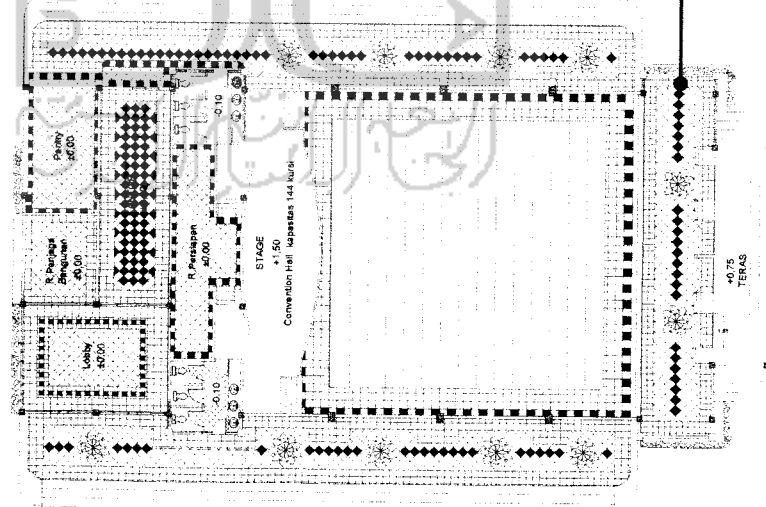 Pantry
±0.00
R.Penjaga
Bangunan
±0.00
Lobby
±0.00
-0.10
R.Persiapan
±0.00
-0.10
STAGE
+1.50
Convention Hall kapasitas 144 kursi
+0.75
TERAS